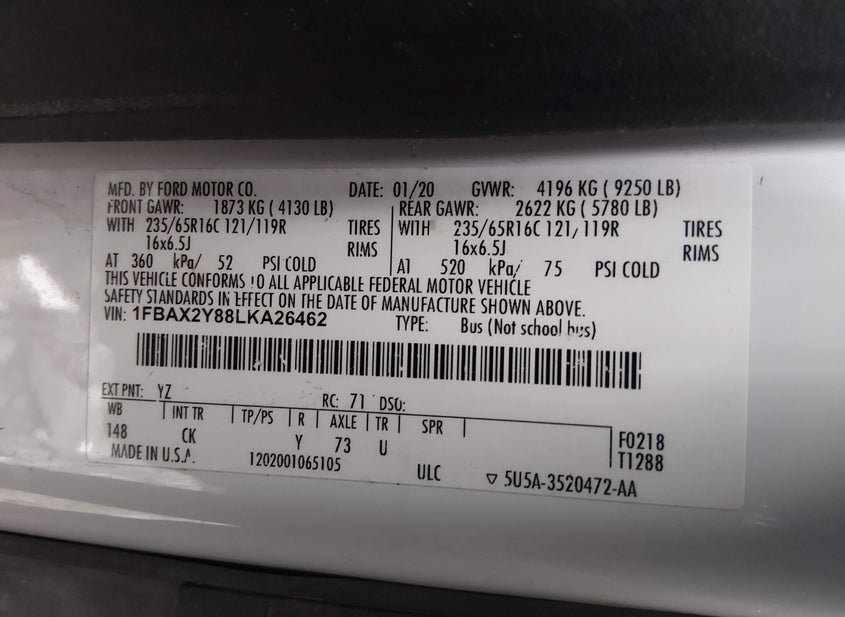 MFD. BY FORD MOTOR CO. DATE: 01/20 GVWR: 4196 KG ( 9250 LB)
FRONT GAWR: 1873 KG ( 4130 LB) REAR GAWR: 2622 KG ( 5780 LB)
WITH 235/65R16C 121/119R TIRES WITH 235/65R16C 121/119R TIRES
16x6.5J RIMS 16x6.5J RIMS
AT 360 kPa/ 52 PSI COLD AT 520 kPa/ 75 PSI COLD
THIS VEHICLE CONFORMS TO ALL APPLICABLE FEDERAL MOTOR VEHICLE
SAFETY STANDARDS IN EFFECT ON THE DATE OF MANUFACTURE SHOWN ABOVE.
VIN: 1FBAX2Y88LKA26462 TYPE: Bus (Not school bus)
EXT PNT: YZ RC: 71 DSO:
WB INT TR TP/PS R AXLE TR SPR
148 CK Y 73 U F0218
MADE IN U.S.A. 1202001065105 ULC T1288
▽ 5U5A-3520472-AA